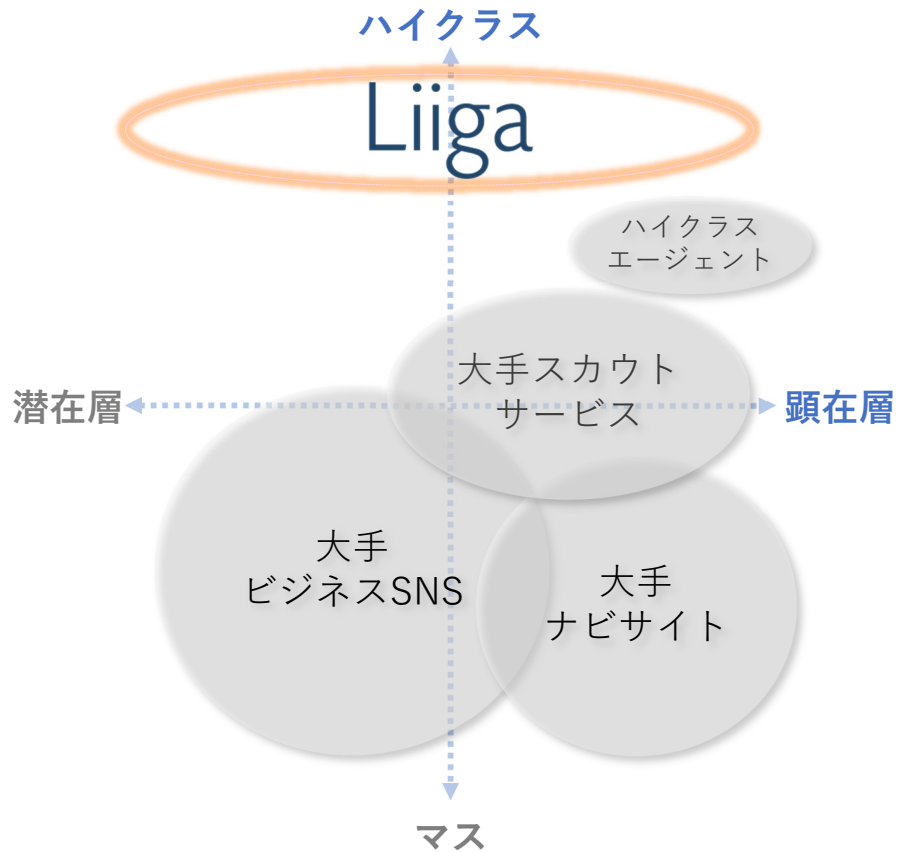 ハイクラス
Liiga
ハイクラス
エージェント
大手スカウト
サービス
潜在層
顕在層
大手
ビジネスSNS
大手
ナビサイト
マス